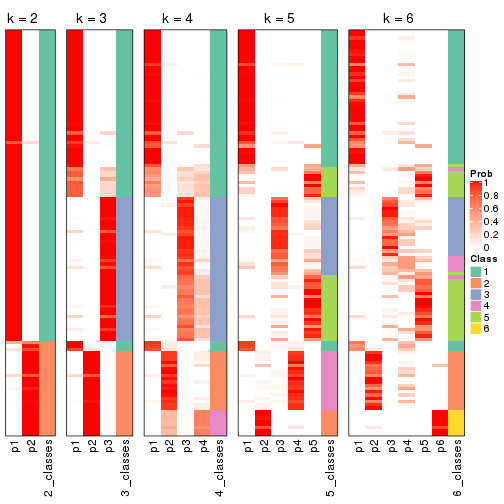 k = 2
k = 3
k = 4
k = 5
k = 6
Prob
1
0.8
0.6
0.4
0.2
0
Class
1
2
3
4
5
6
p1
p2
2_classes
p1
p2
p3
3_classes
p1
p2
p3
p4
4_classes
p1
p2
p3
p4
p5
5_classes
p1
p2
p3
p4
p5
p6
6_classes